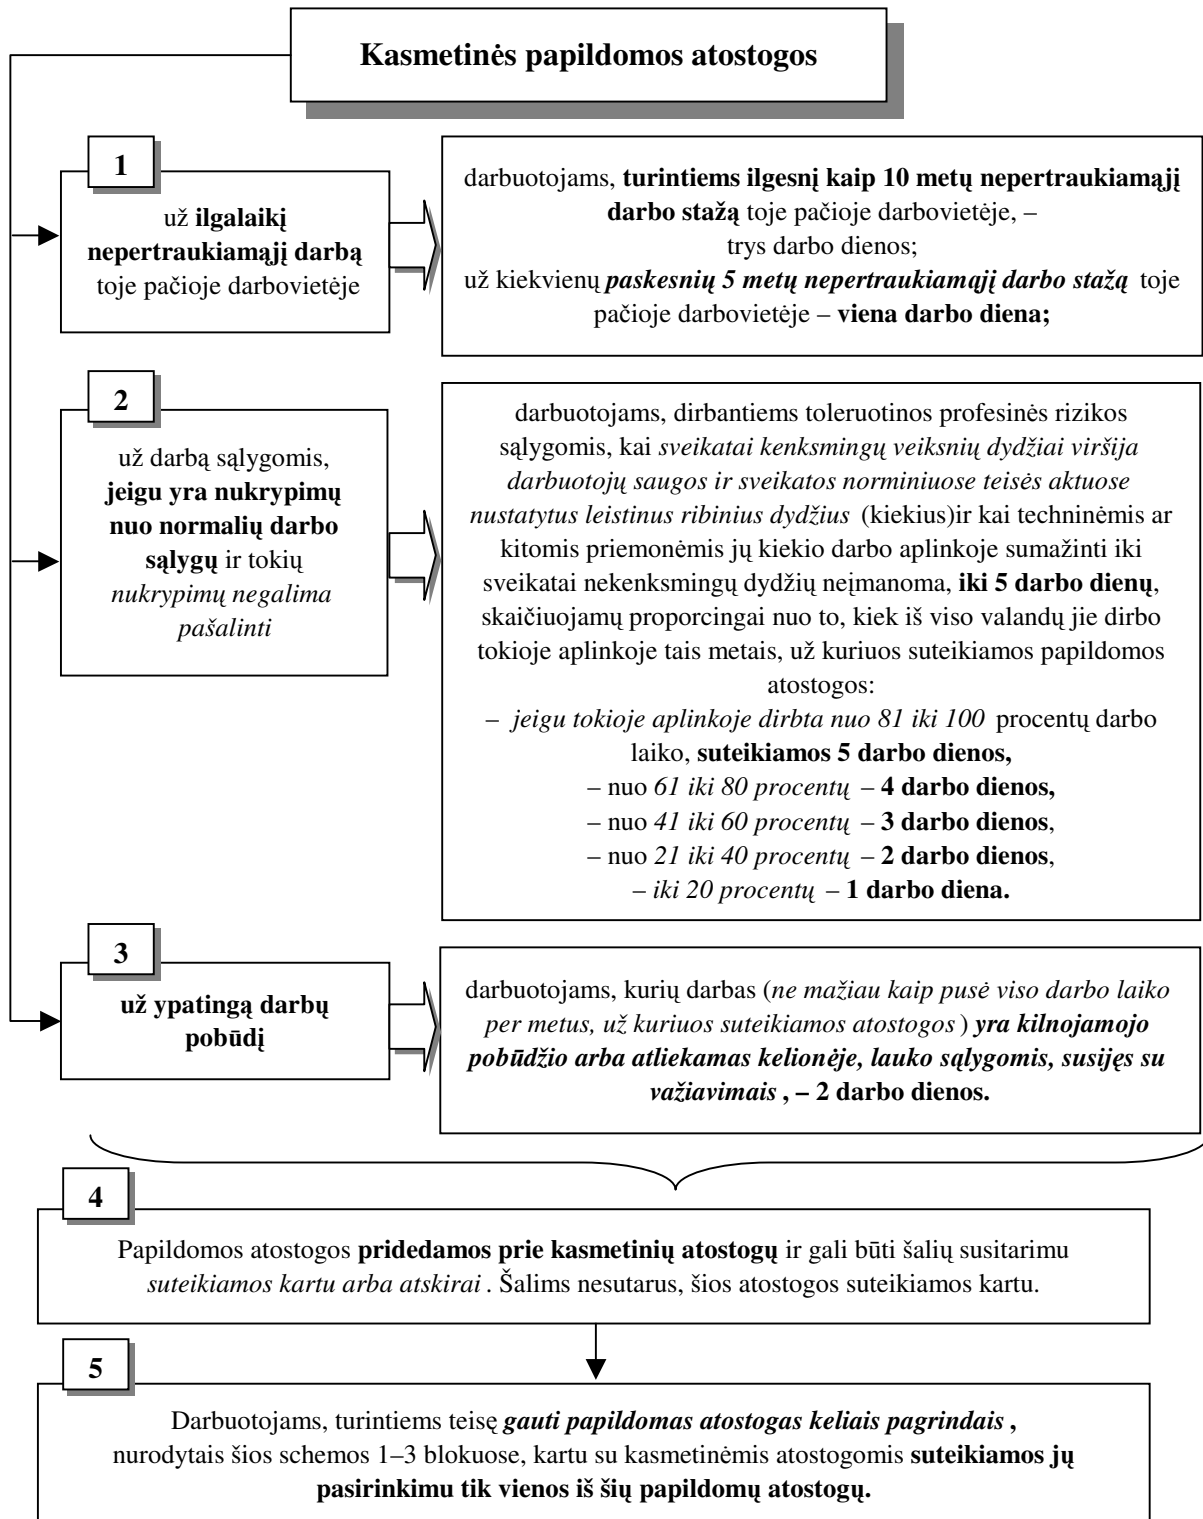 Kasmetinės papildomos atostogos
1
už ilgalaikį
nepertraukiamąjį darbą
toje pačioje darbovietėje
darbuotojams, turintiems ilgesnį kaip 10 metų nepertraukiamąjį
darbo stažą toje pačioje darbovietėje, –
trys darbo dienos;
už kiekvienų paskesnių 5 metų nepertraukiamąjį darbo stažą toje
pačioje darbovietėje – viena darbo diena;
2
už darbą sąlygomis,
jeigu yra nukrypimų
nuo normalių darbo
sąlygų ir tokių
nukrypimų negalima
pašalinti
darbuotojams, dirbantiems toleruotinos profesinės rizikos
sąlygomis, kai sveikatai kenksmingų veiksnių dydžiai viršija
darbuotojų saugos ir sveikatos norminiuose teisės aktuose
nustatytus leistinus ribinius dydžius (kiekius)ir kai techninėmis ar
kitomis priemonėmis jų kiekio darbo aplinkoje sumažinti iki
sveikatai nekenksmingų dydžių neįmanoma, iki 5 darbo dienų,
skaičiuojamų proporcingai nuo to, kiek iš viso valandų jie dirbo
tokioje aplinkoje tais metais, už kuriuos suteikiamos papildomos
atostogos:
– jeigu tokioje aplinkoje dirbta nuo 81 iki 100 procentų darbo
laiko, suteikiamos 5 darbo dienos,
– nuo 61 iki 80 procentų – 4 darbo dienos,
– nuo 41 iki 60 procentų – 3 darbo dienos,
– nuo 21 iki 40 procentų – 2 darbo dienos,
– iki 20 procentų – 1 darbo diena.
3
už ypatingą darbų
pobūdį
darbuotojams, kurių darbas (ne mažiau kaip pusė viso darbo laiko
per metus, už kuriuos suteikiamos atostogos) yra kilnojamojo
pobūdžio arba atliekamas kelionėje, lauko sąlygomis, susijęs su
važiavimais, – 2 darbo dienos.
4
Papildomos atostogos pridedamos prie kasmetinių atostogų ir gali būti šalių susitarimu
suteikiamos kartu arba atskirai. Šalims nesutarus, šios atostogos suteikiamos kartu.
5
Darbuotojams, turintiems teisę gauti papildomas atostogas keliais pagrindais,
nurodytais šios schemos 1–3 blokuose, kartu su kasmetinėmis atostogomis suteikiamos jų
pasirinkimu tik vienos iš šių papildomų atostogų.